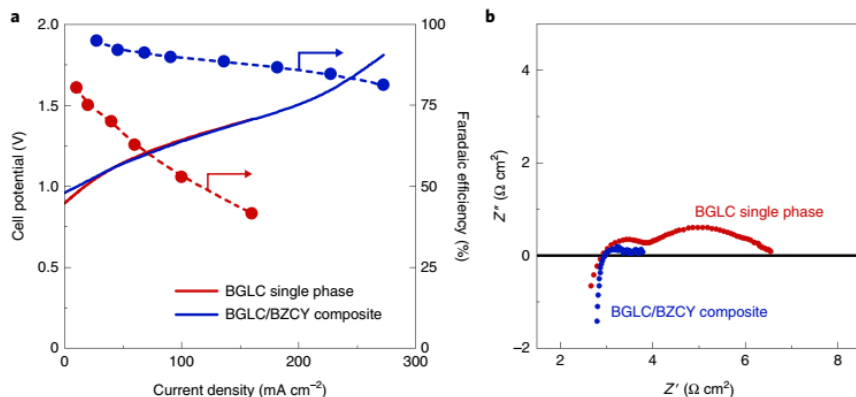 a
2.0
1.5
1.0
0.5
0
Cell potential (V)
100
75
50
25
0
Faradaic efficiency (%)
BGLC single phase
BGLC/BZCY composite
0 100 200 300
Current density (mA cm⁻²)
b
4
2
0
−2
Z″ (Ω cm²)
BGLC single phase
BGLC/BZCY composite
2 4 6 8
Z′ (Ω cm²)